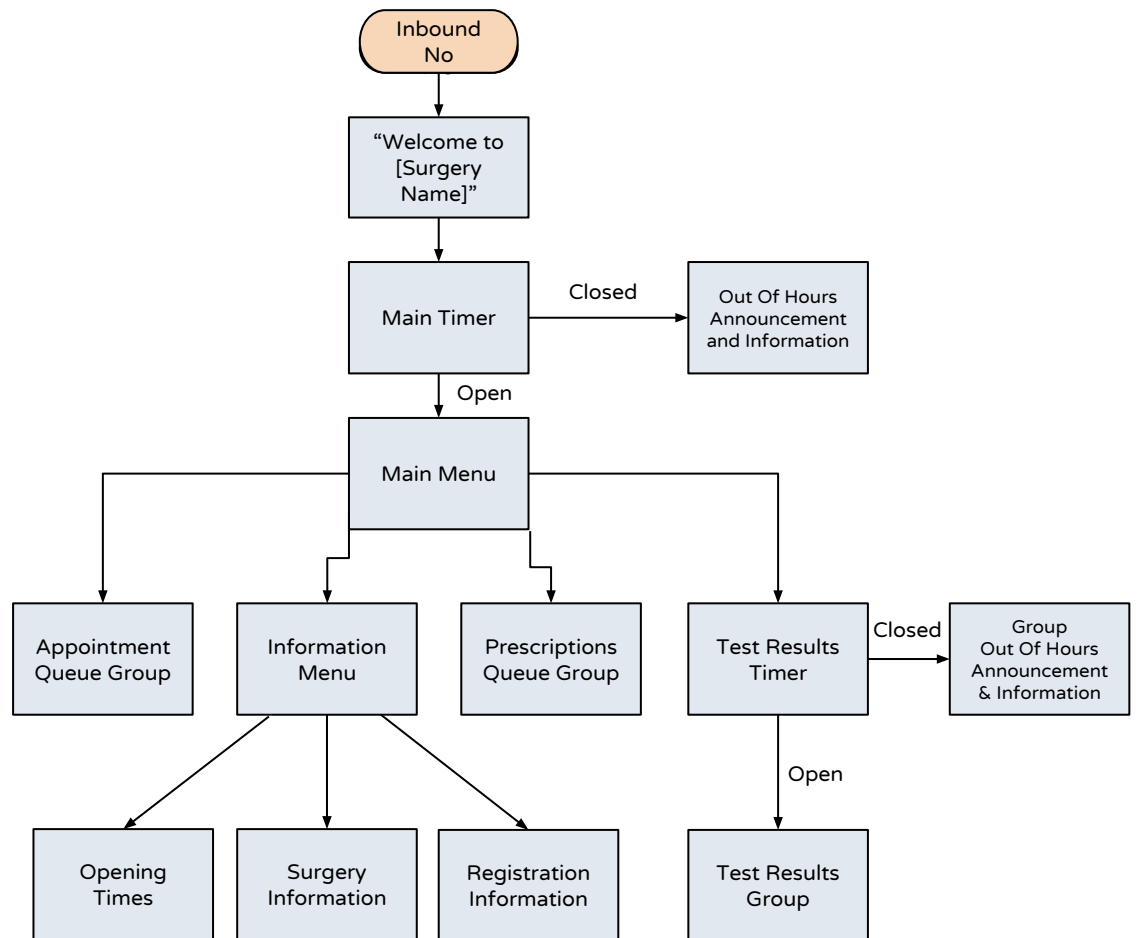 Inbound
No
“Welcome to
[Surgery
Name]”
Main Timer
Closed
Out Of Hours
Announcement
and Information
Open
Main Menu
Appointment
Queue Group
Information
Menu
Prescriptions
Queue Group
Test Results
Timer
Closed
Group
Out Of Hours
Announcement
& Information
Open
Opening
Times
Surgery
Information
Registration
Information
Test Results
Group